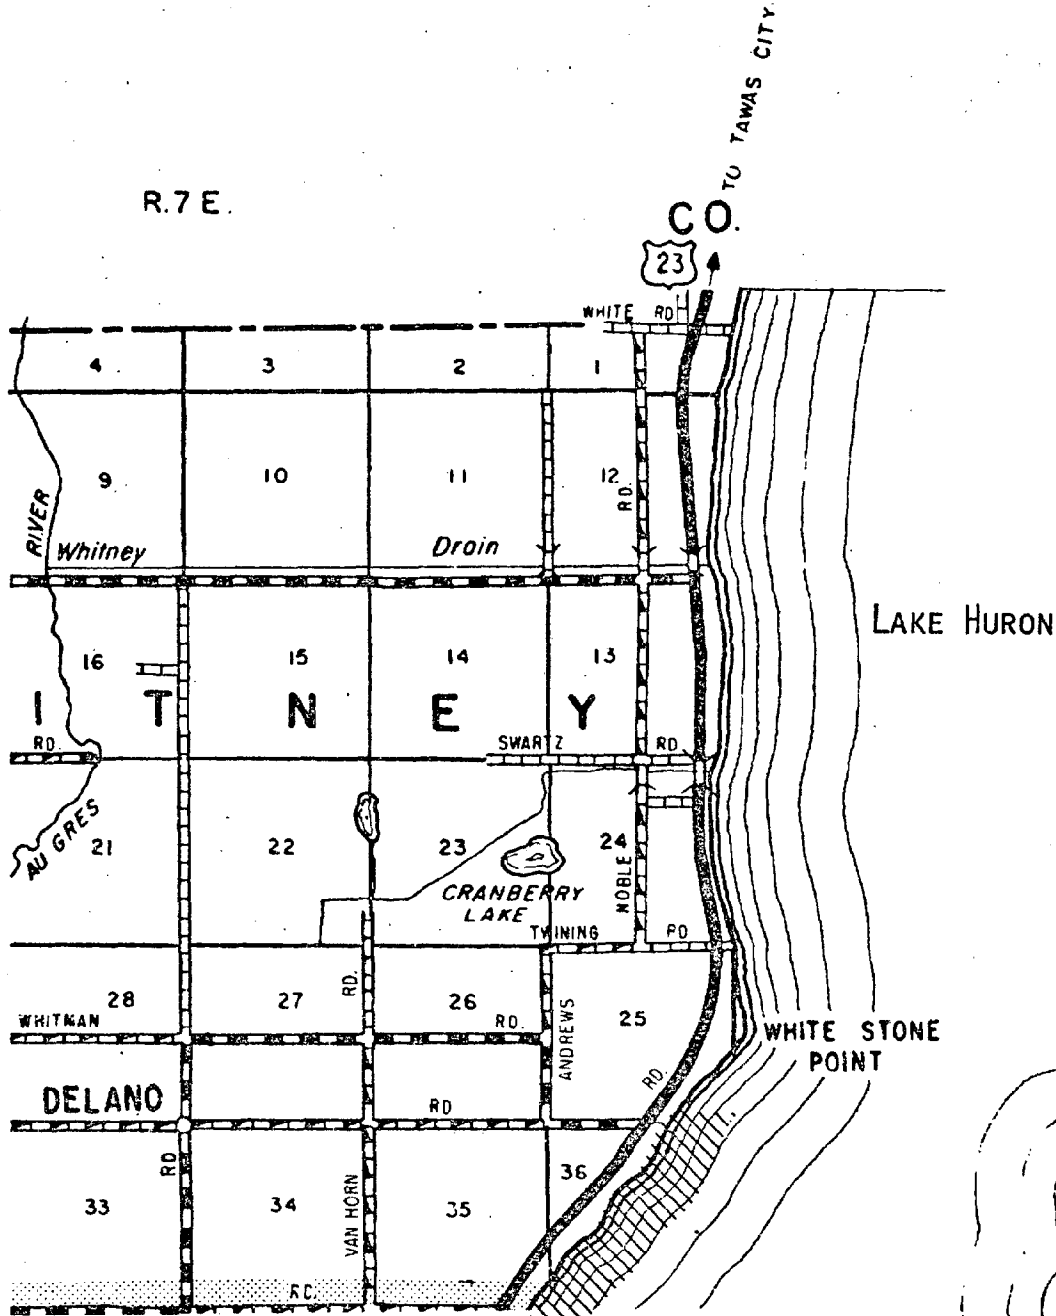 TO TAWAS CITY
R. 7 E.
CO.
23
WHITE RD
4
3
2
1
9
10
11
12
RD.
RIVER
Whitney Drain
LAKE HURON
16
15
14
13
I T N E Y
RD.
SWARTZ RD.
AU GRES
21
22
23
24
CRANBERRY
LAKE
NOBLE
TWINING RD
28
27
RD.
26
25
WHITMAN RD.
ANDREWS
WHITE STONE
POINT
RD.
DELANO RD
RD
36
33
34
VAN HORN
35
RD.